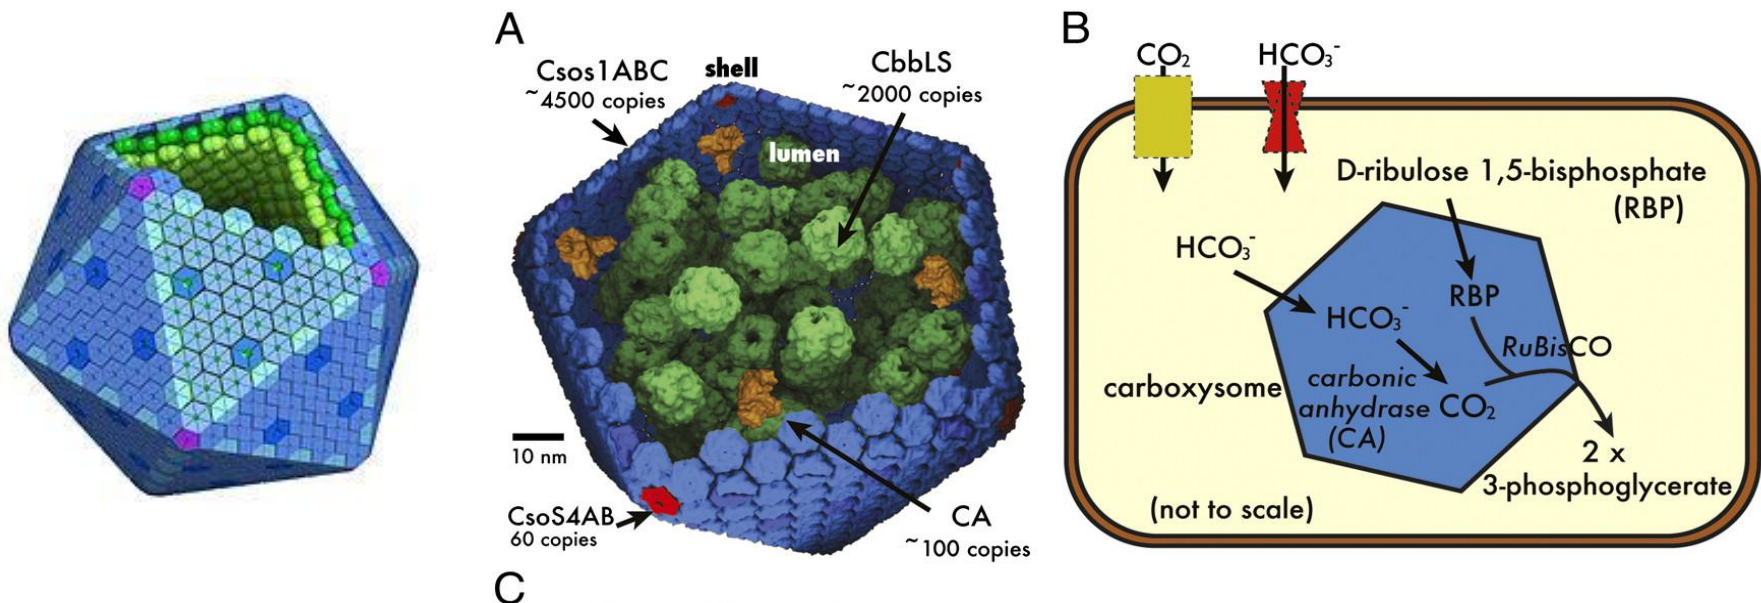 A
Csos1ABC
~4500 copies
shell
CbbLS
~2000 copies
lumen
10 nm
CsoS4AB
60 copies
CA
~100 copies
C
B
CO₂
HCO₃⁻
D-ribulose 1,5-bisphosphate
(RBP)
HCO₃⁻
RBP
HCO₃⁻
RuBisCO
carboxysome
carbonic
anhydrase
(CA)
CO₂
2 x
3-phosphoglycerate
(not to scale)